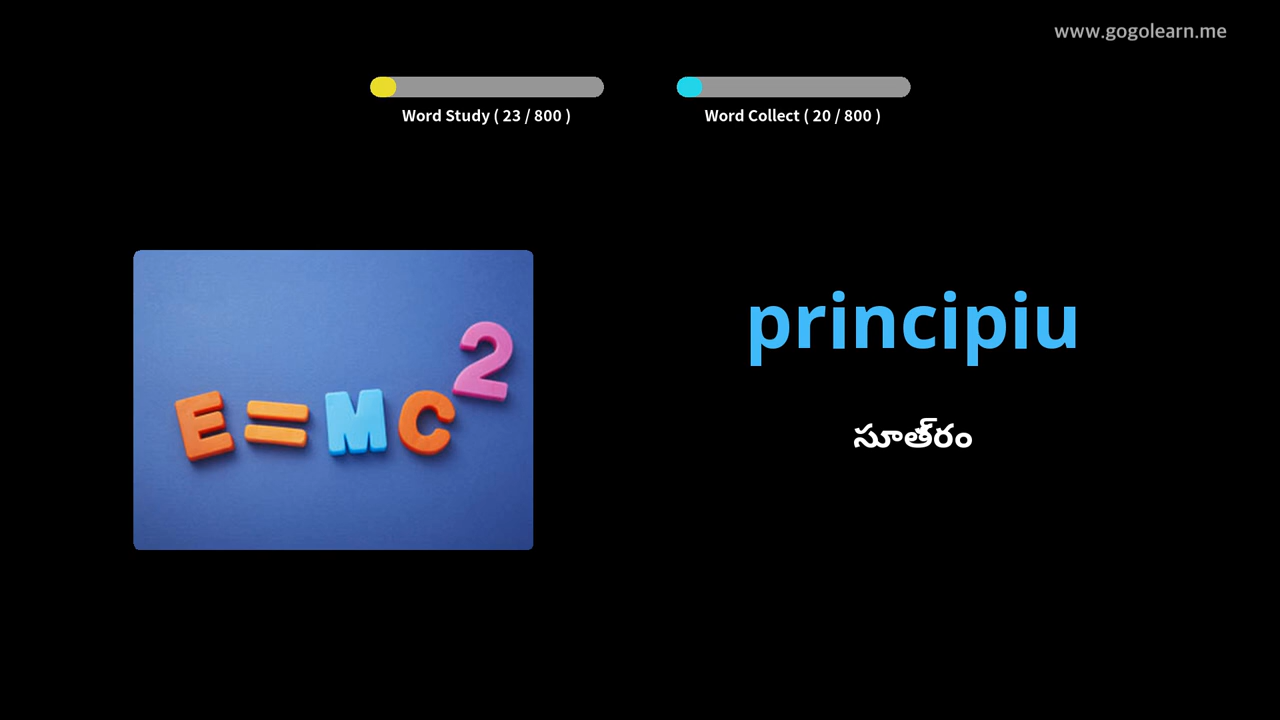 www.gogolearn.me
Word Study ( 23 / 800 )
Word Collect ( 20 / 800 )
E=MC2
principiu
సూత్రం